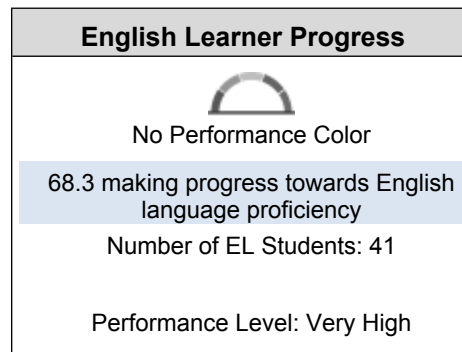 English Learner Progress
No Performance Color
68.3 making progress towards English
language proficiency
Number of EL Students: 41
Performance Level: Very High